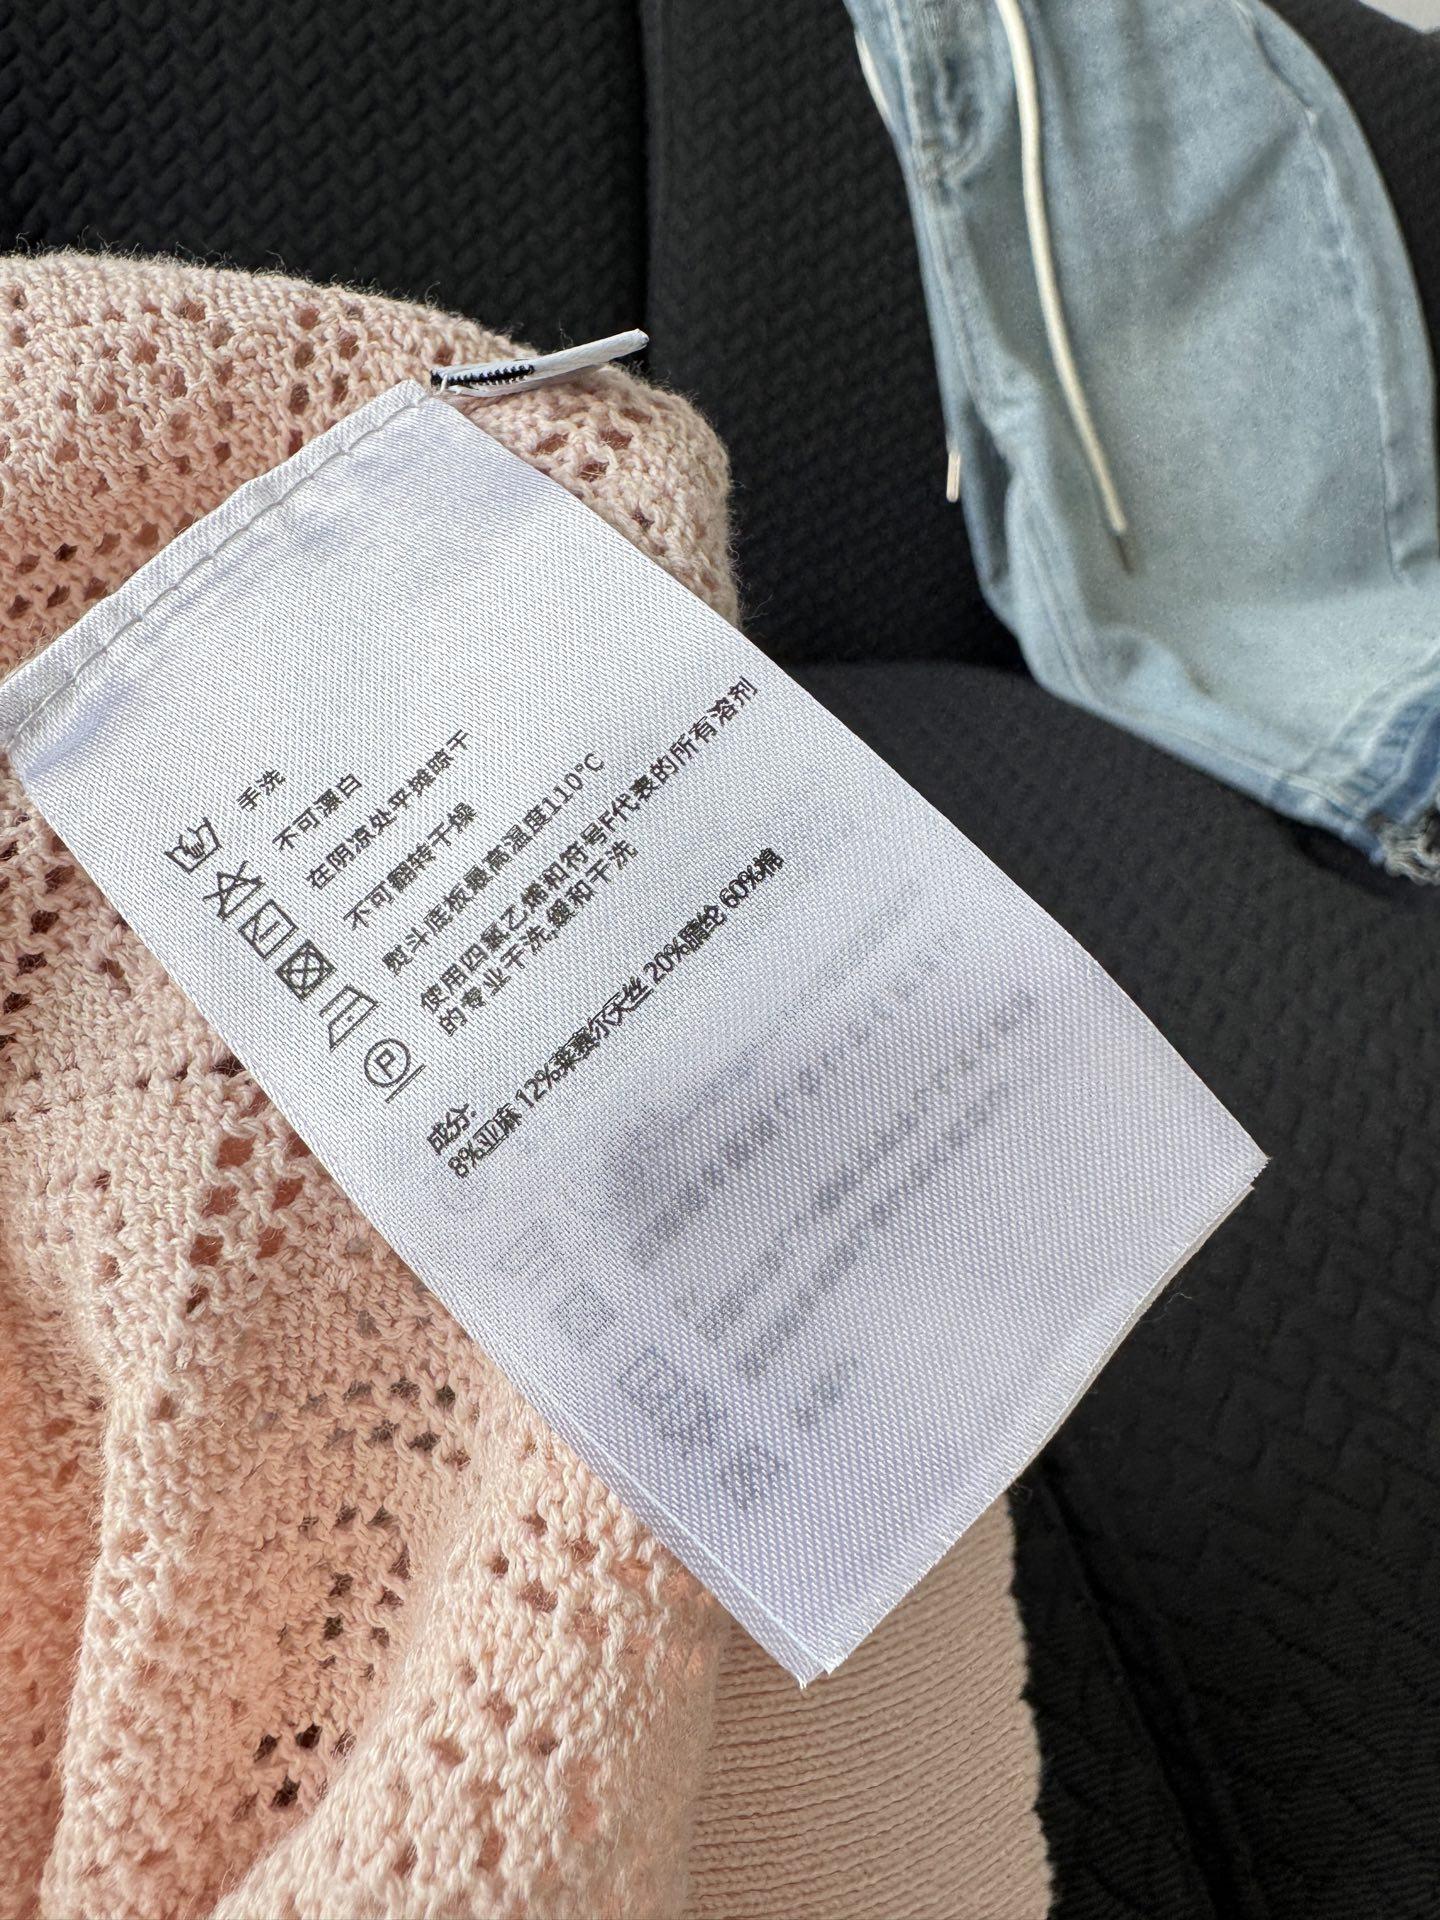 手洗
不可漂白
在阴凉处平摊晾干
不可翻转干燥
熨斗底板最高温度110℃
使用四氯乙烯和符号F代表的所有溶剂
的专业干洗,缓和干洗
P
成分:
8%亚麻 12%莱赛尔天丝 20%腈纶 60%棉